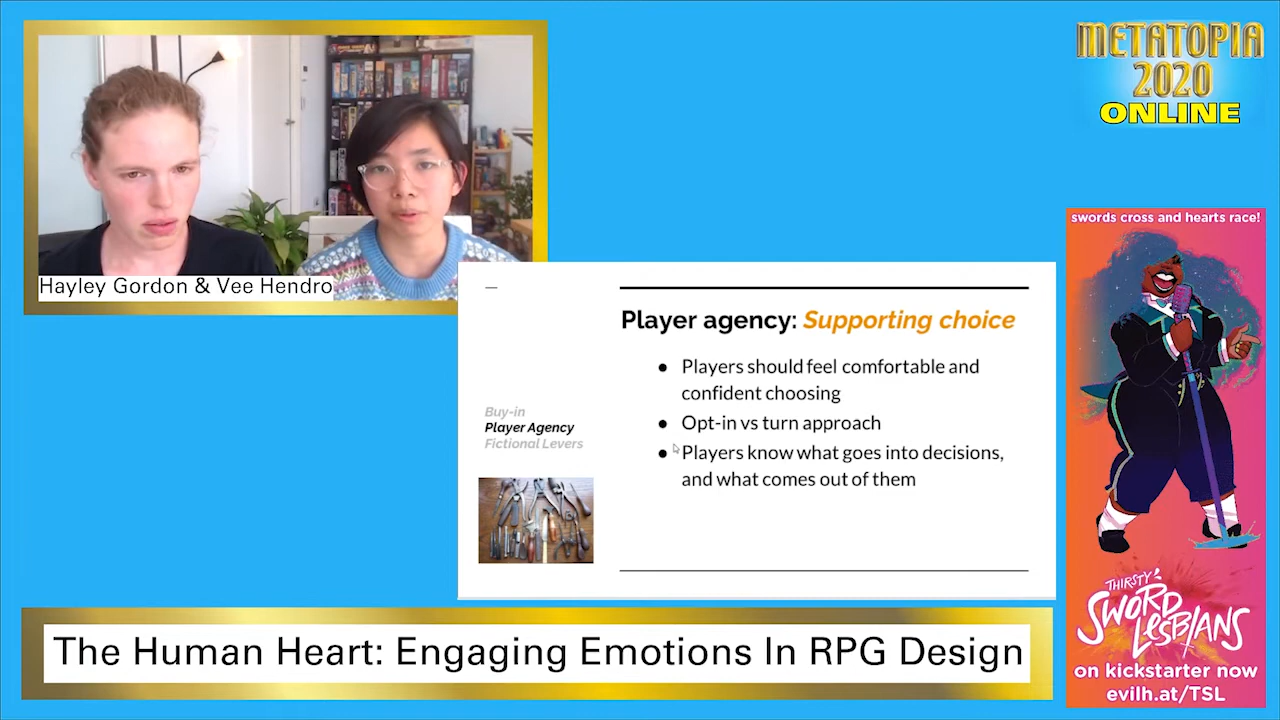 METATOPIA
2020
ONLINE
Hayley Gordon & Vee Hendro
swords cross and hearts race!
Player agency: Supporting choice
● Players should feel comfortable and
confident choosing
● Opt-in vs turn approach
● Players know what goes into decisions,
and what comes out of them
Buy-in
Player Agency
Fictional Levers
THIRSTY
SWORD
LESBIANS
on kickstarter now
evilh.at/TSL
The Human Heart: Engaging Emotions In RPG Design